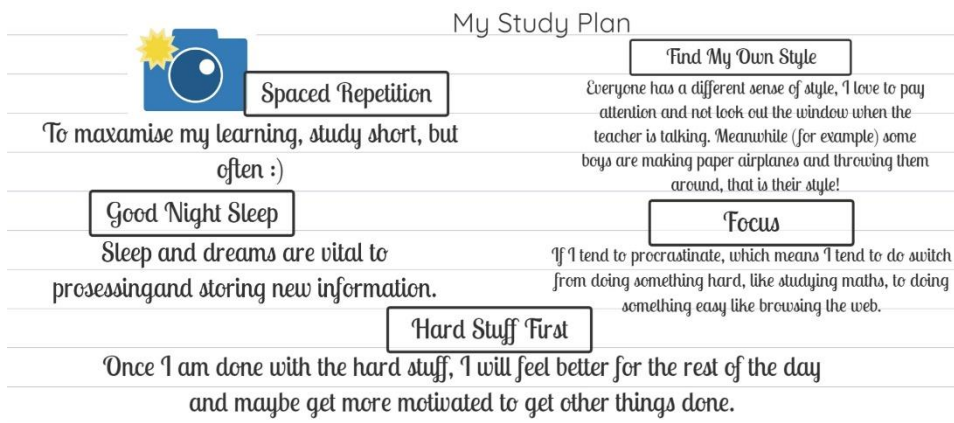 My Study Plan
Spaced Repetition
To maxamise my learning, study short, but
often :)
Good Night Sleep
Sleep and dreams are vital to
prosessingand storing new information.
Find My Own Style
Everyone has a different sense of style, I love to pay
attention and not look out the window when the
teacher is talking. Meanwhile (for example) some
boys are making paper airplanes and throwing them
around, that is their style!
Focus
If I tend to procrastinate, which means I tend to do switch
from doing something hard, like studying maths, to doing
something easy like browsing the web.
Hard Stuff First
Once I am done with the hard stuff, I will feel better for the rest of the day
and maybe get more motivated to get other things done.